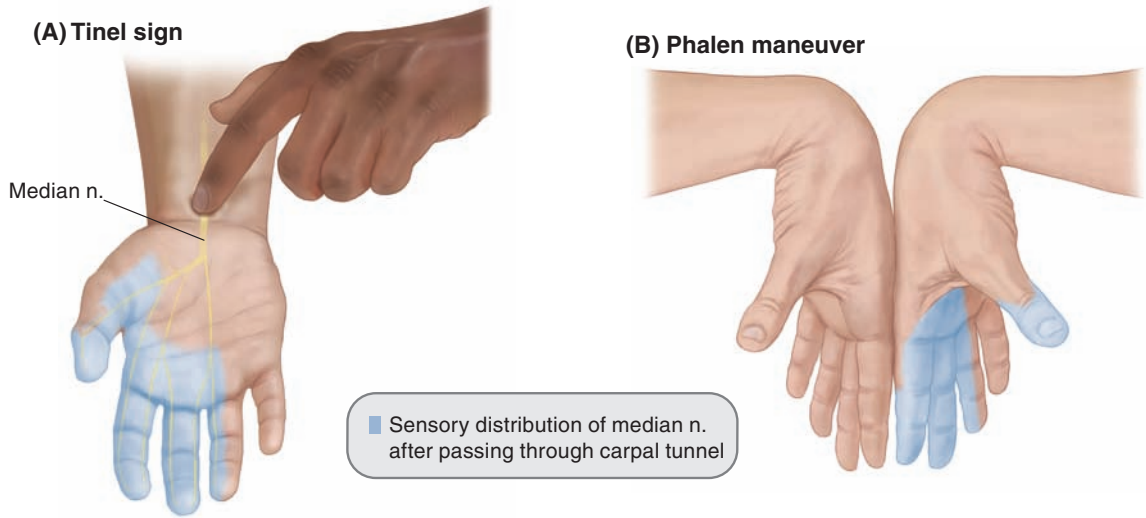 (A) Tinel sign
(B) Phalen maneuver
Median n.
Sensory distribution of median n.
after passing through carpal tunnel